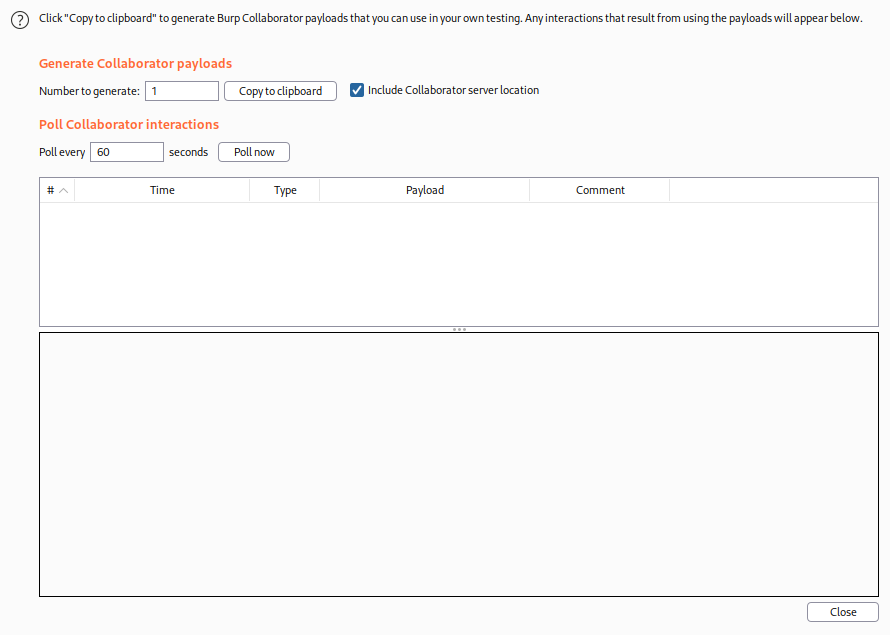 Click "Copy to clipboard" to generate Burp Collaborator payloads that you can use in your own testing. Any interactions that result from using the payloads will appear below.
Generate Collaborator payloads
Number to generate: 1 Copy to clipboard Include Collaborator server location
Poll Collaborator interactions
Poll every 60 seconds Poll now
# Time Type Payload Comment
Close